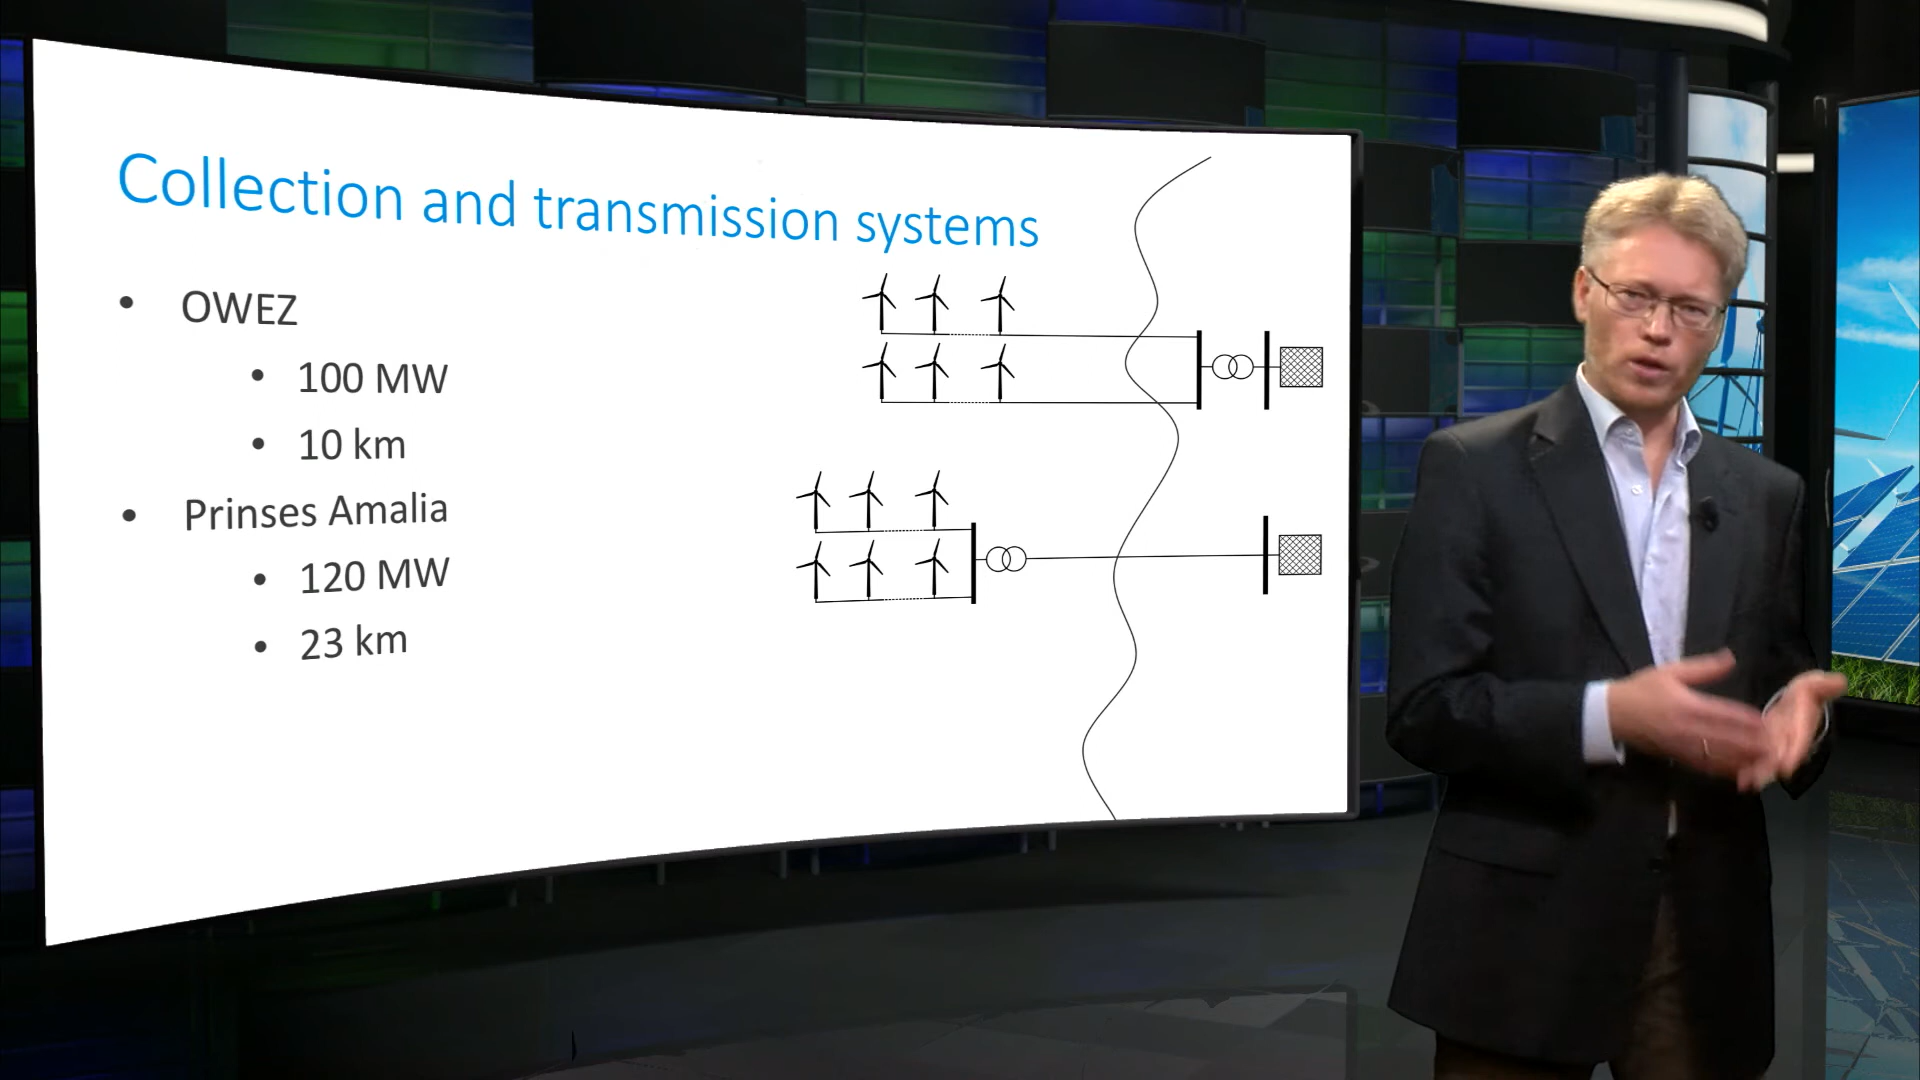 Collection and transmission systems
• OWEZ
• 100 MW
• 10 km
• Prinses Amalia
• 120 MW
• 23 km